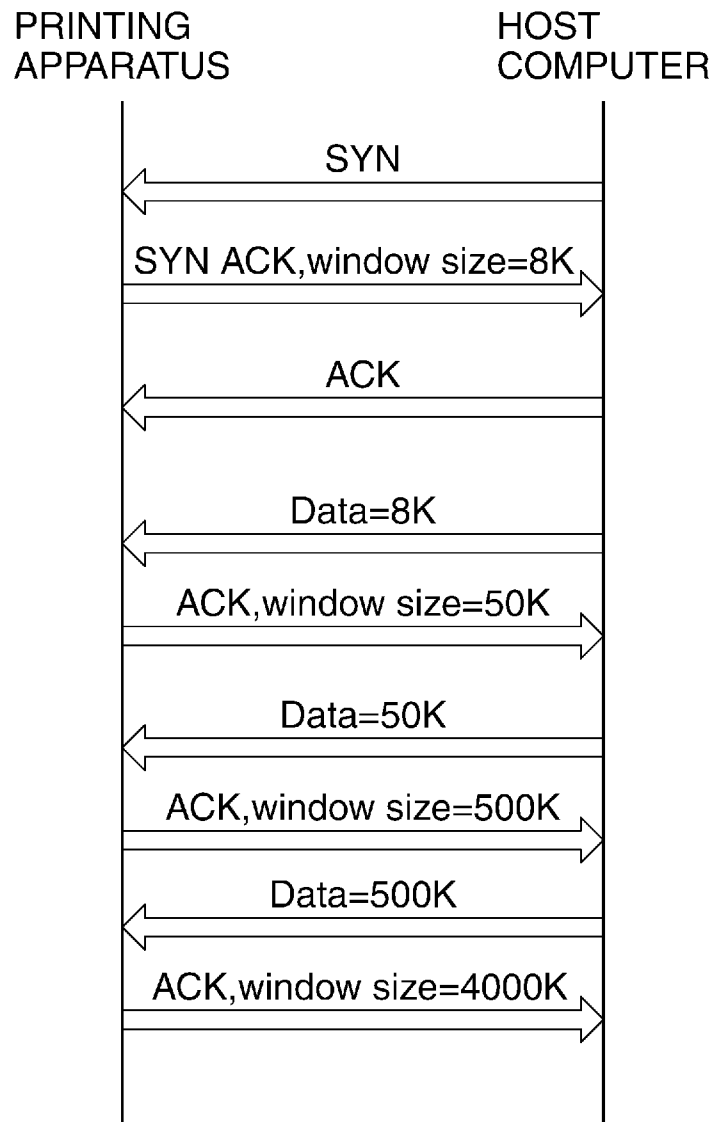 PRINTING
APPARATUS
HOST
COMPUTER
SYN
SYN ACK,window size=8K
ACK
Data=8K
ACK,window size=50K
Data=50K
ACK,window size=500K
Data=500K
ACK,window size=4000K